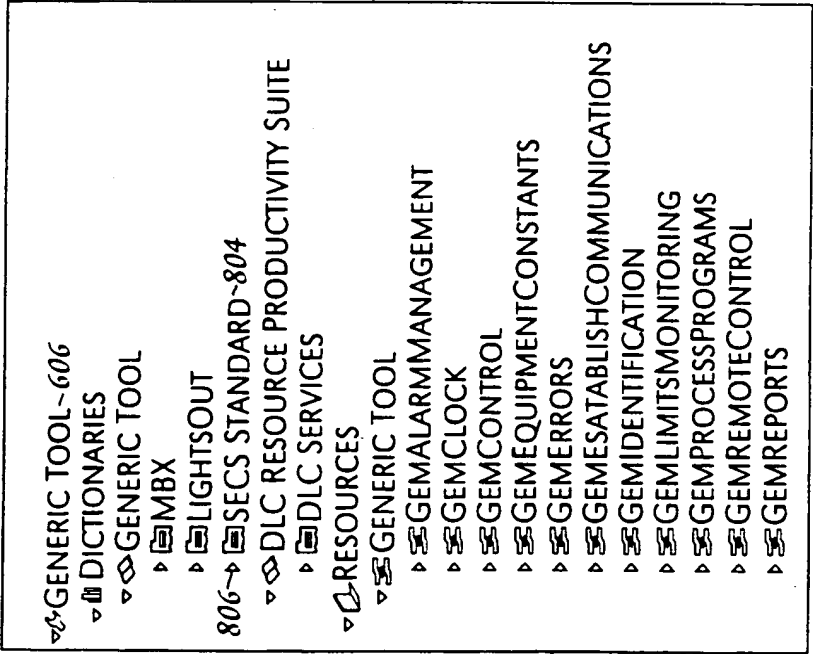 GENERIC TOOL~606
DICTIONARIES
GENERIC TOOL
MBX
LIGHTSOUT
806 SECS STANDARD~804
DLC RESOURCE PRODUCTIVITY SUITE
DLC SERVICES
RESOURCES
GENERIC TOOL
GEMALARMMANAGEMENT
GEMCLOCK
GEMCONTROL
GEMEQUIPMENTCONSTANTS
GEMERRORS
GEMESATABLISHCOMMUNICATIONS
GEMIDENTIFICATION
GEMLIMITSMONITORING
GEMPROCESSPROGRAMS
GEMREMOTECONTROL
GEMREPORTS